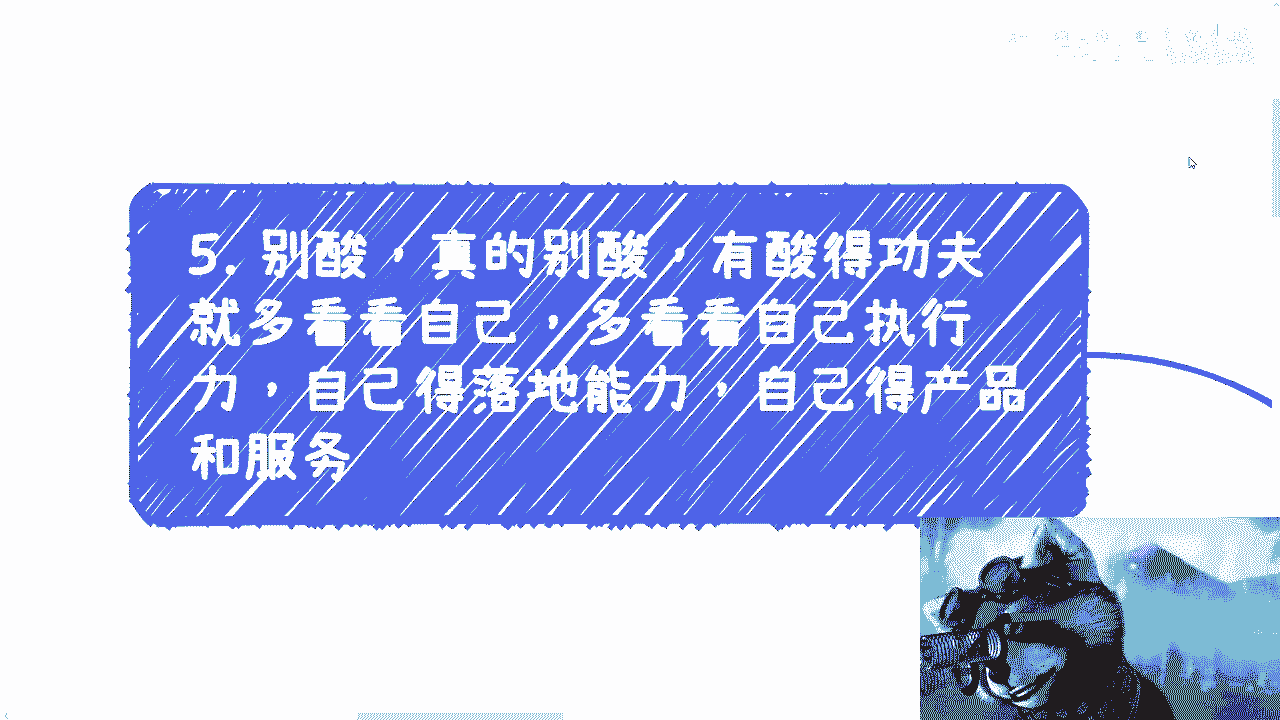 5. 别酸，真的别酸，有酸得功夫
就多看看自己，多看看自己执行
力，自己得落地能力，自己得产品
和服务